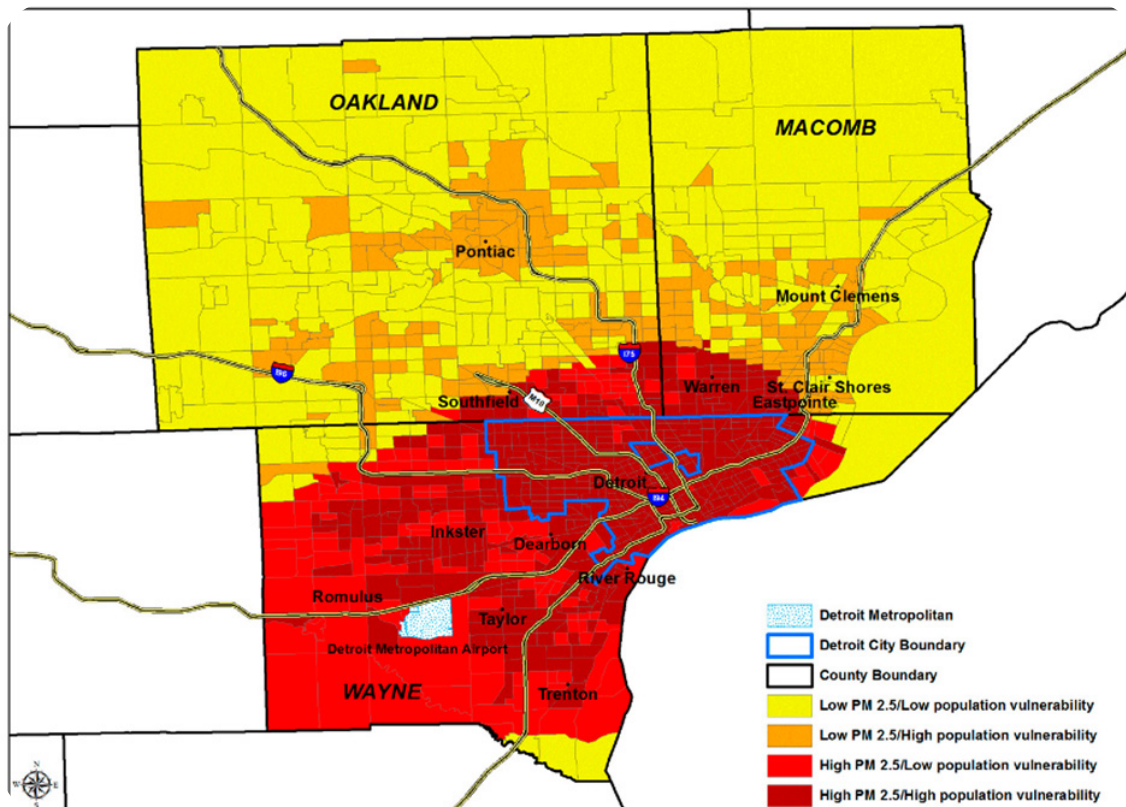 OAKLAND
MACOMB
Pontiac
Mount Clemens
I75
I96
Warren
St. Clair Shores
Southfield
M10
Eastpointe
Detroit
I94
Inkster
Dearborn
River Rouge
Romulus
Taylor
Detroit Metropolitan Airport
WAYNE
Trenton
Detroit Metropolitan
Detroit City Boundary
County Boundary
Low PM 2.5/Low population vulnerability
Low PM 2.5/High population vulnerability
High PM 2.5/Low population vulnerability
High PM 2.5/High population vulnerability
N
W
E
S